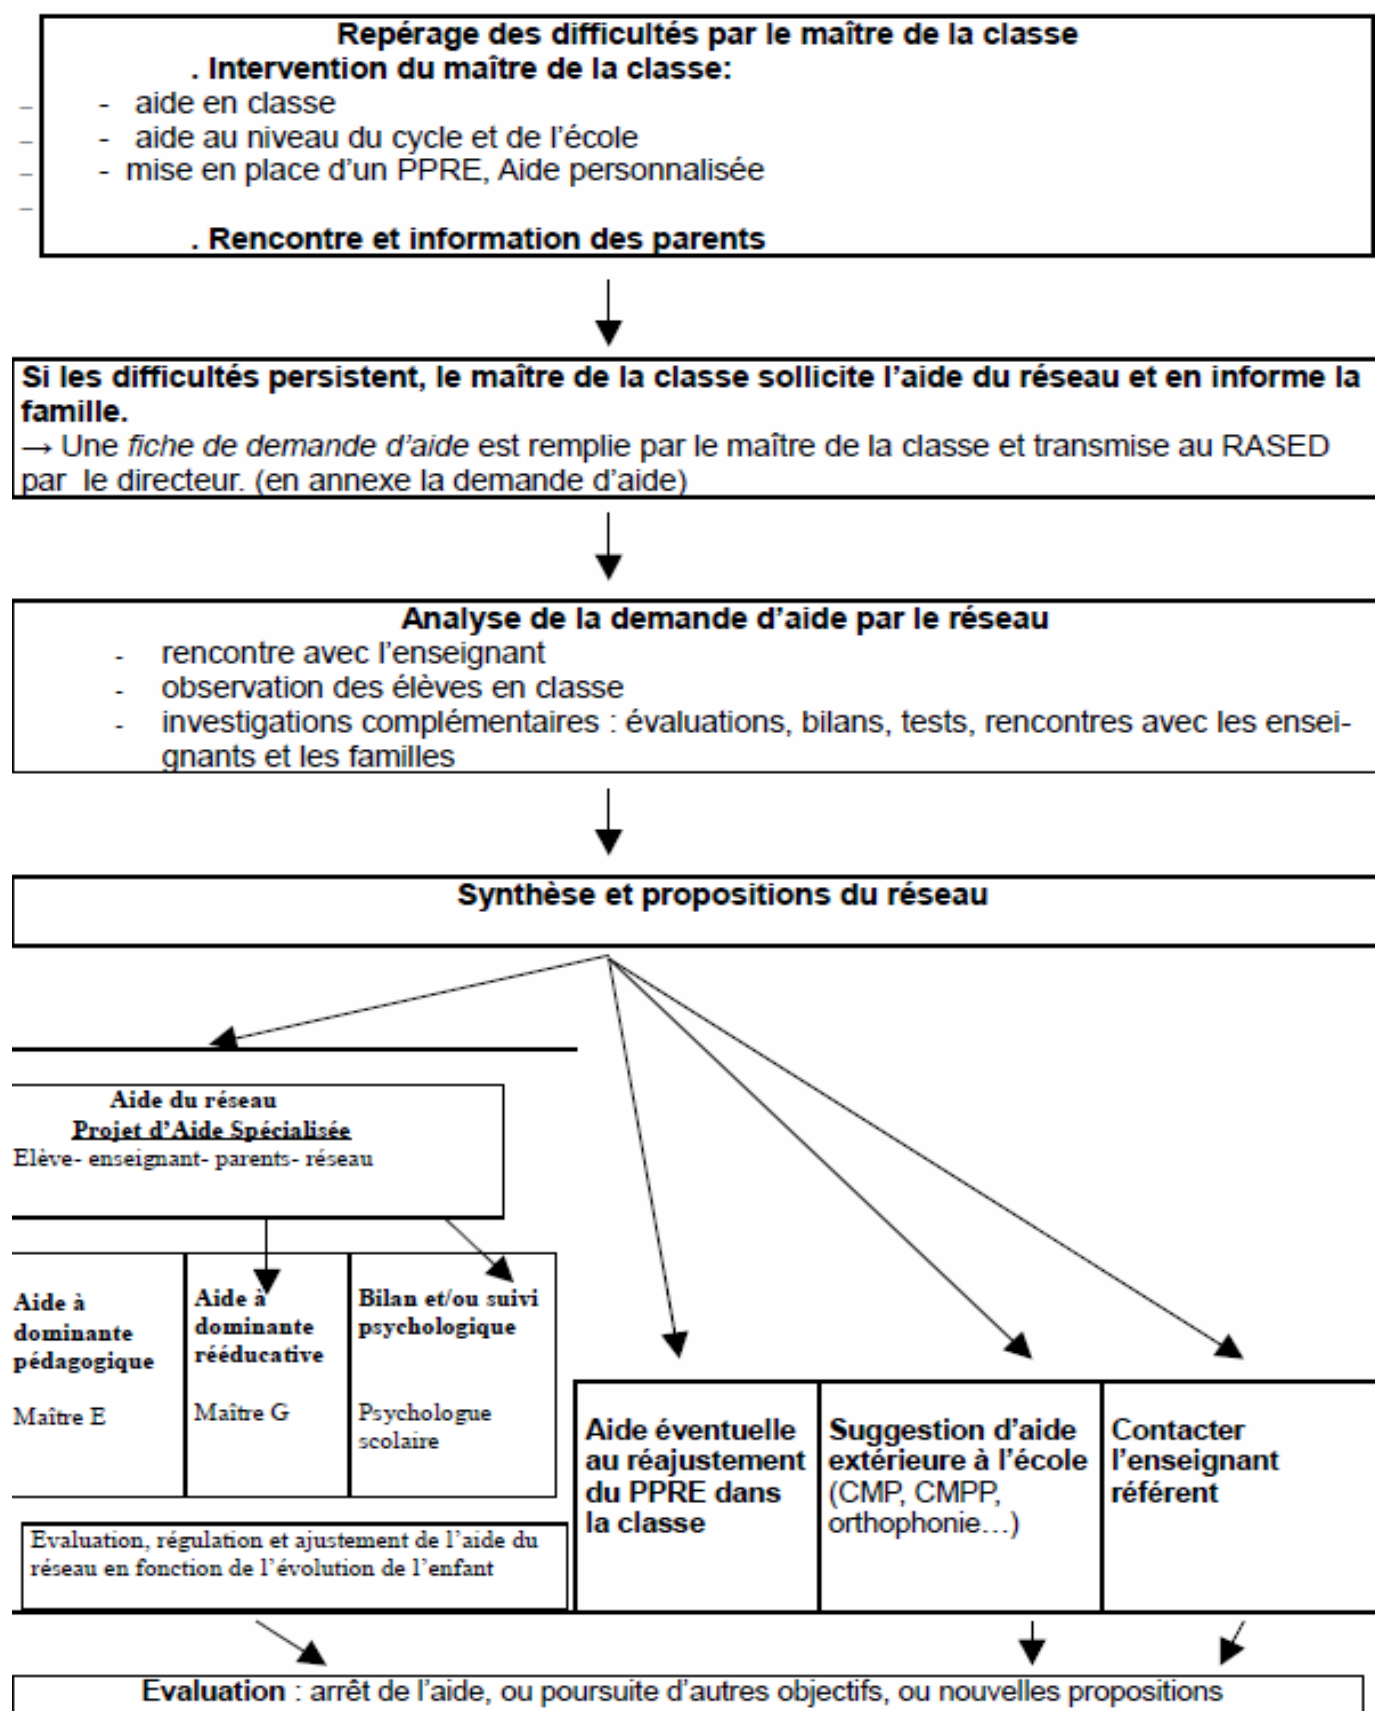 Repérage des difficultés par le maître de la classe
. Intervention du maître de la classe:
- aide en classe
- aide au niveau du cycle et de l’école
- mise en place d’un PPRE, Aide personnalisée
. Rencontre et information des parents
Si les difficultés persistent, le maître de la classe sollicite l’aide du réseau et en informe la
famille.
→ Une fiche de demande d’aide est remplie par le maître de la classe et transmise au RASED
par le directeur. (en annexe la demande d’aide)
Analyse de la demande d’aide par le réseau
- rencontre avec l’enseignant
- observation des élèves en classe
- investigations complémentaires : évaluations, bilans, tests, rencontres avec les ensei-
gnants et les familles
Synthèse et propositions du réseau
Aide du réseau
Projet d’Aide Spécialisée
Elève- enseignant- parents- réseau
Aide à
dominante
pédagogique
Maître E
Aide à
dominante
rééducative
Maître G
Bilan et/ou suivi
psychologique
Psychologue
scolaire
Evaluation, régulation et ajustement de l’aide du
réseau en fonction de l’évolution de l’enfant
Aide éventuelle
au réajustement
du PPRE dans
la classe
Suggestion d’aide
extérieure à l’école
(CMP, CMPP,
orthophonie…)
Contacter
l’enseignant
référent
Evaluation : arrêt de l’aide, ou poursuite d’autres objectifs, ou nouvelles propositions